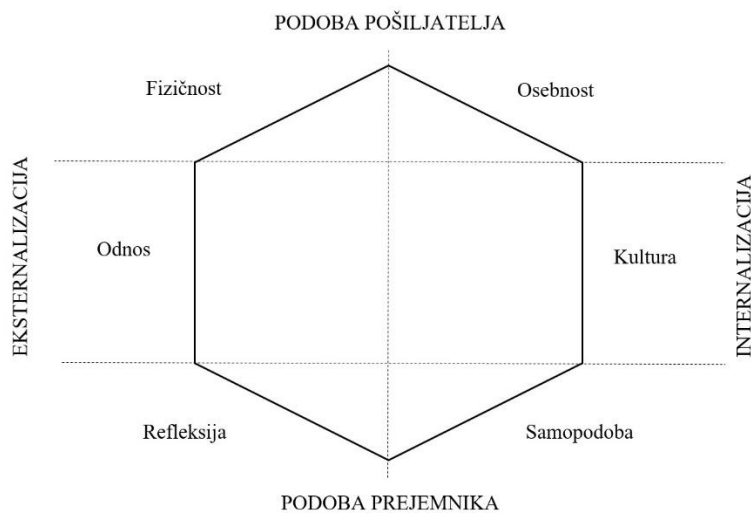 PODOBA POŠILJATELJA
Fizičnost
Osebnost
EKSTERNALIZACIJA
INTERNALIZACIJA
Odnos
Kultura
Refleksija
Samopodoba
PODOBA PREJEMNIKA